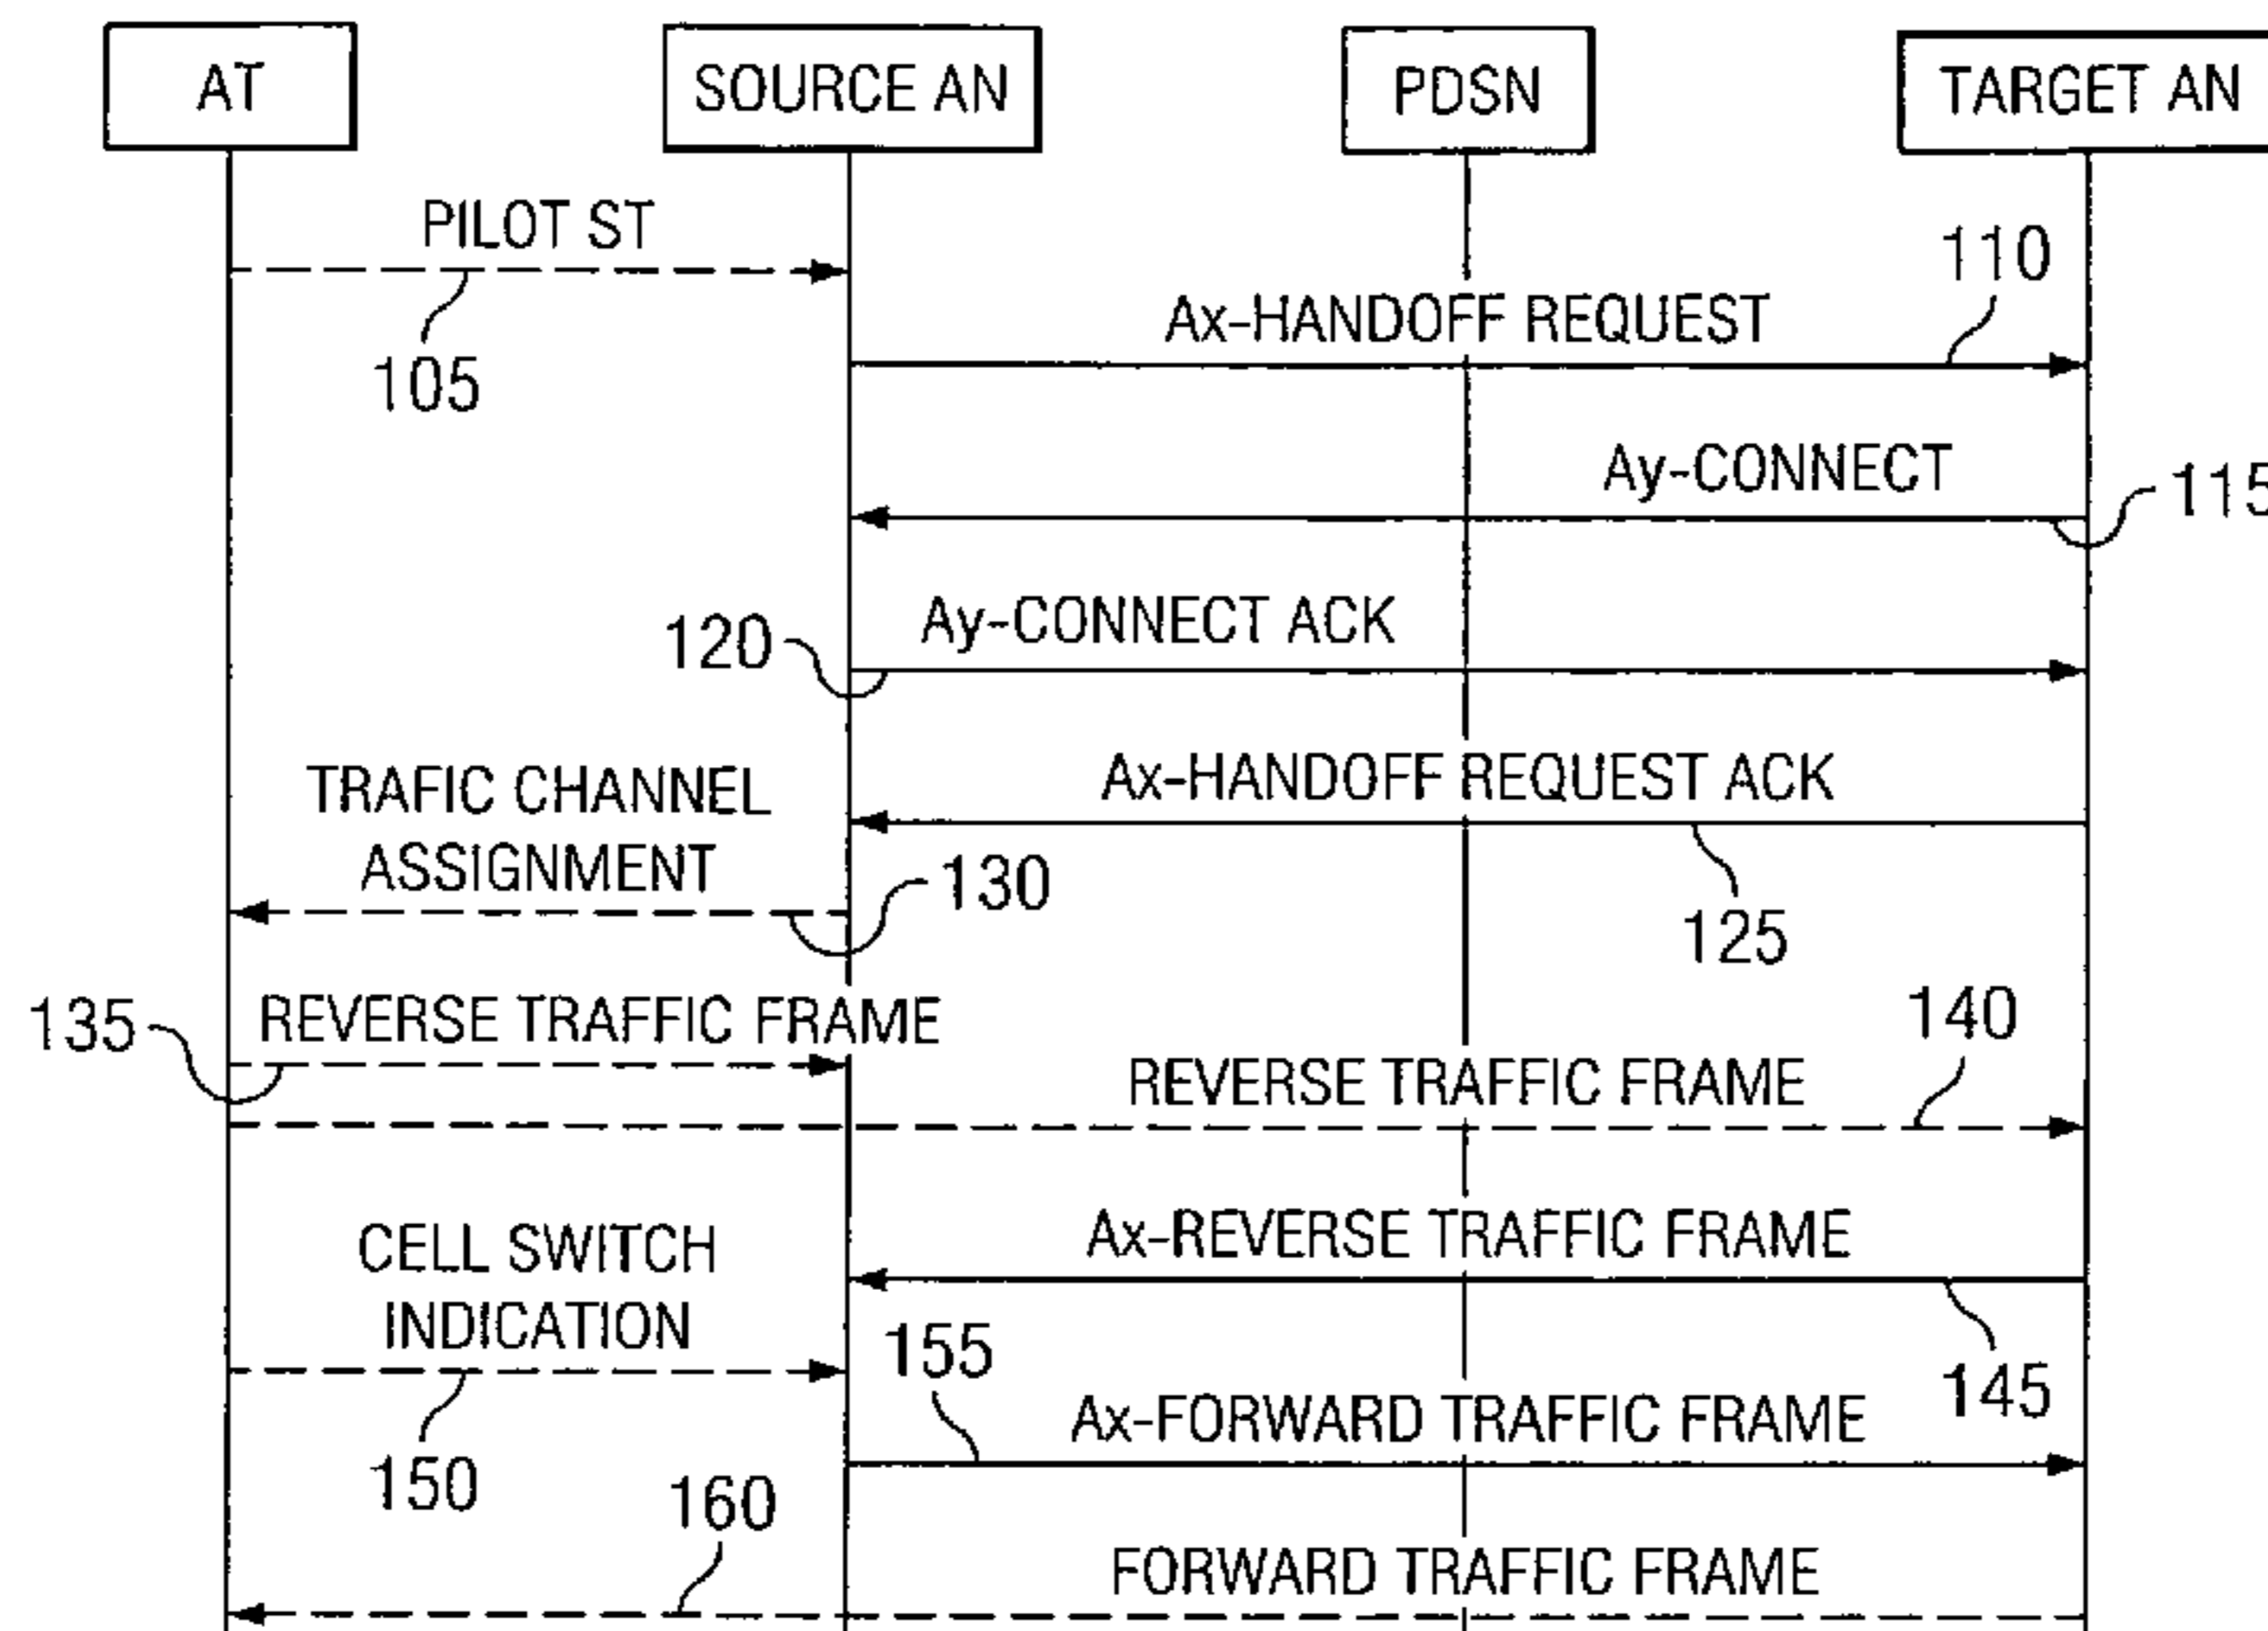 AT
SOURCE AN
PDSN
TARGET AN
PILOT ST
105
110
Ax-HANDOFF REQUEST
Ay-CONNECT
115
120
Ay-CONNECT ACK
TRAFIC CHANNEL
ASSIGNMENT
Ax-HANDOFF REQUEST ACK
130
125
135
REVERSE TRAFFIC FRAME
140
REVERSE TRAFFIC FRAME
CELL SWITCH
INDICATION
Ax-REVERSE TRAFFIC FRAME
155
145
150
Ax-FORWARD TRAFFIC FRAME
160
FORWARD TRAFFIC FRAME